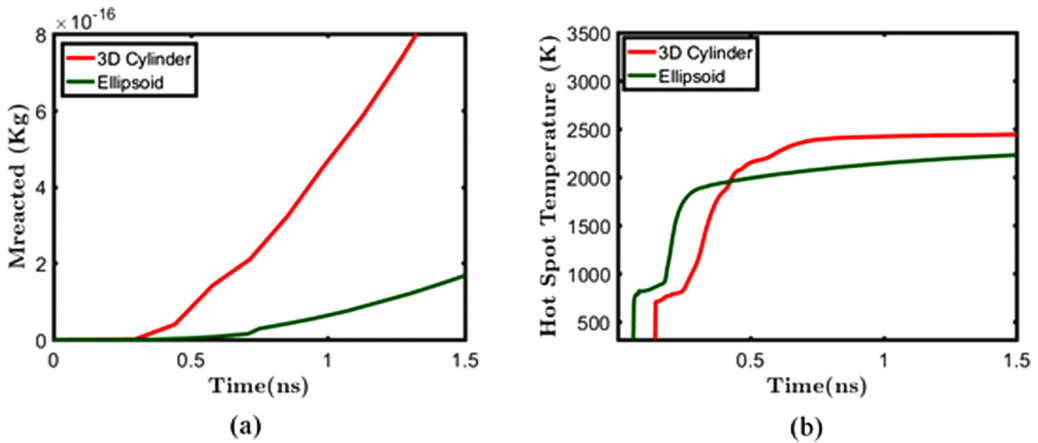 ×10⁻¹⁶
8
6
4
2
0
Mreacted (Kg)
3D Cylinder
Ellipsoid
0 0.5 1 1.5
Time(ns)
(a)
3500
3000
2500
2000
1500
1000
500
Hot Spot Temperature (K)
3D Cylinder
Ellipsoid
0.5 1 1.5
Time(ns)
(b)